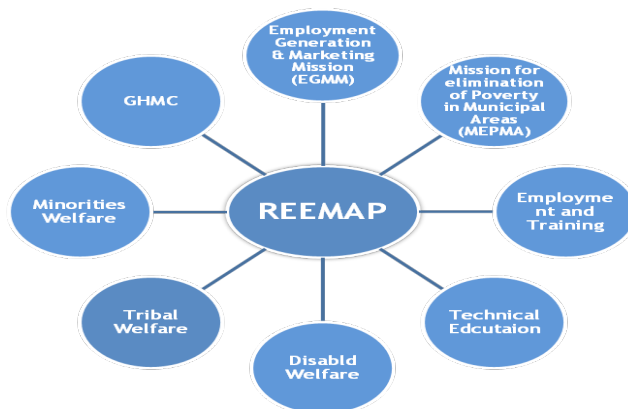 Employment
Generation
& Marketing
Mission
(EGMM)
Mission for
elimination
of Poverty
in Municipal
Areas
(MEPMA)
Employme
nt and
Training
Technical
Edcutaion
Disabld
Welfare
Tribal
Welfare
Minorities
Welfare
GHMC
REEMAP